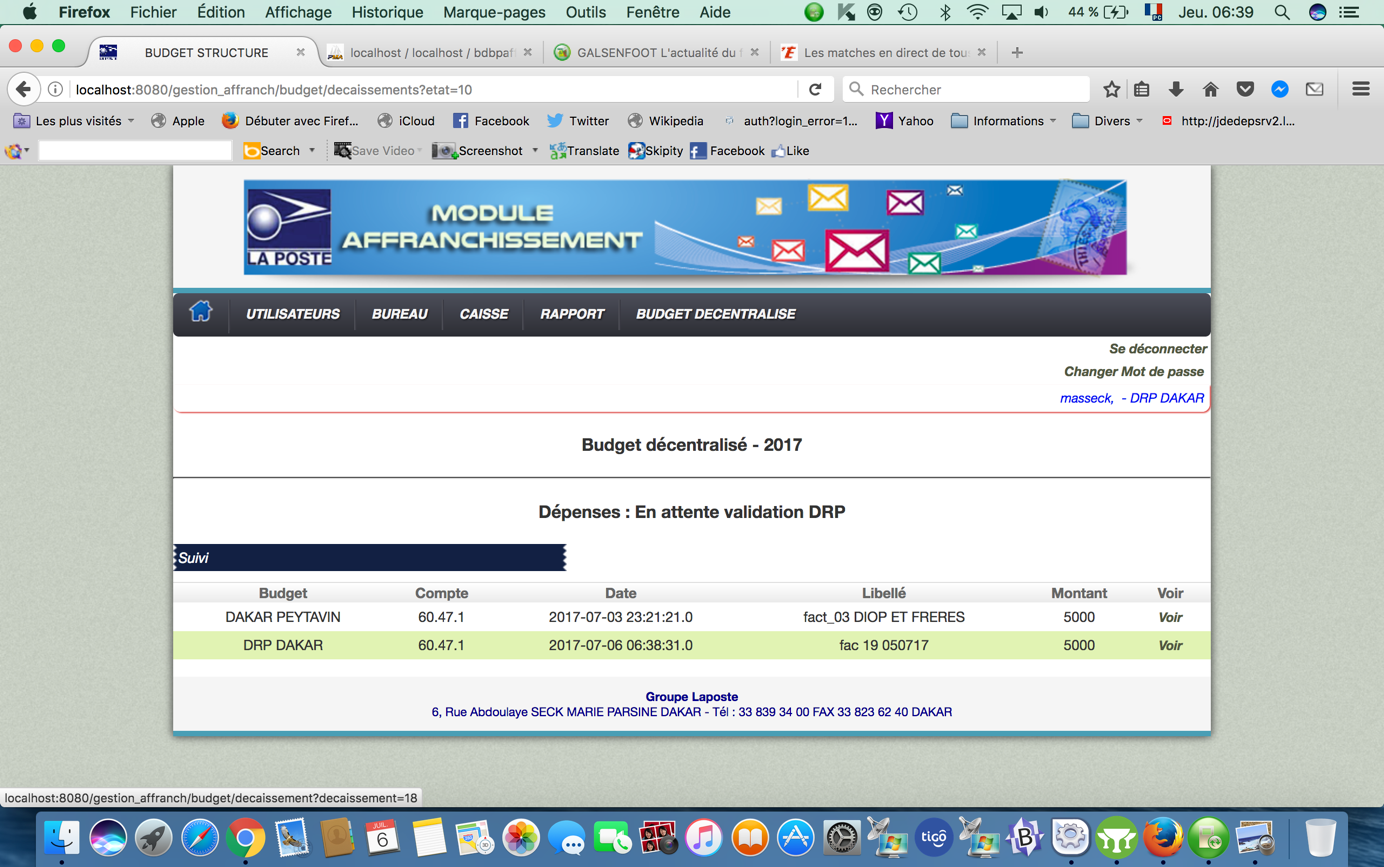 Firefox Fichier Édition Affichage Historique Marque-pages Outils Fenêtre Aide 44 % Jeu. 06:39
BUDGET STRUCTURE localhost / localhost / bdbpaf GALSENFOOT L'actualité du f Les matches en direct de tou
localhost:8080/gestion_affranch/budget/decaissements?etat=10 Rechercher
Les plus visités Apple Débuter avec Firef... iCloud Facebook Twitter Wikipedia auth?login_error=1... Yahoo Informations Divers http://jdedepsrv2.l...
Search Save Video Screenshot Translate Skipity Facebook Like
LA POSTE
MODULE
AFFRANCHISSEMENT
UTILISATEURS BUREAU CAISSE RAPPORT BUDGET DECENTRALISE
Se déconnecter
Changer Mot de passe
masseck, - DRP DAKAR
Budget décentralisé - 2017
Dépenses : En attente validation DRP
Suivi
Budget Compte Date Libellé Montant Voir
DAKAR PEYTAVIN 60.47.1 2017-07-03 23:21:21.0 fact_03 DIOP ET FRERES 5000 Voir
DRP DAKAR 60.47.1 2017-07-06 06:38:31.0 fac 19 050717 5000 Voir
Groupe Laposte
6, Rue Abdoulaye SECK MARIE PARSINE DAKAR - Tél : 33 839 34 00 FAX 33 823 62 40 DAKAR
localhost:8080/gestion_affranch/budget/decaissement?decaissement=18
JUIL.
6
tigo
B